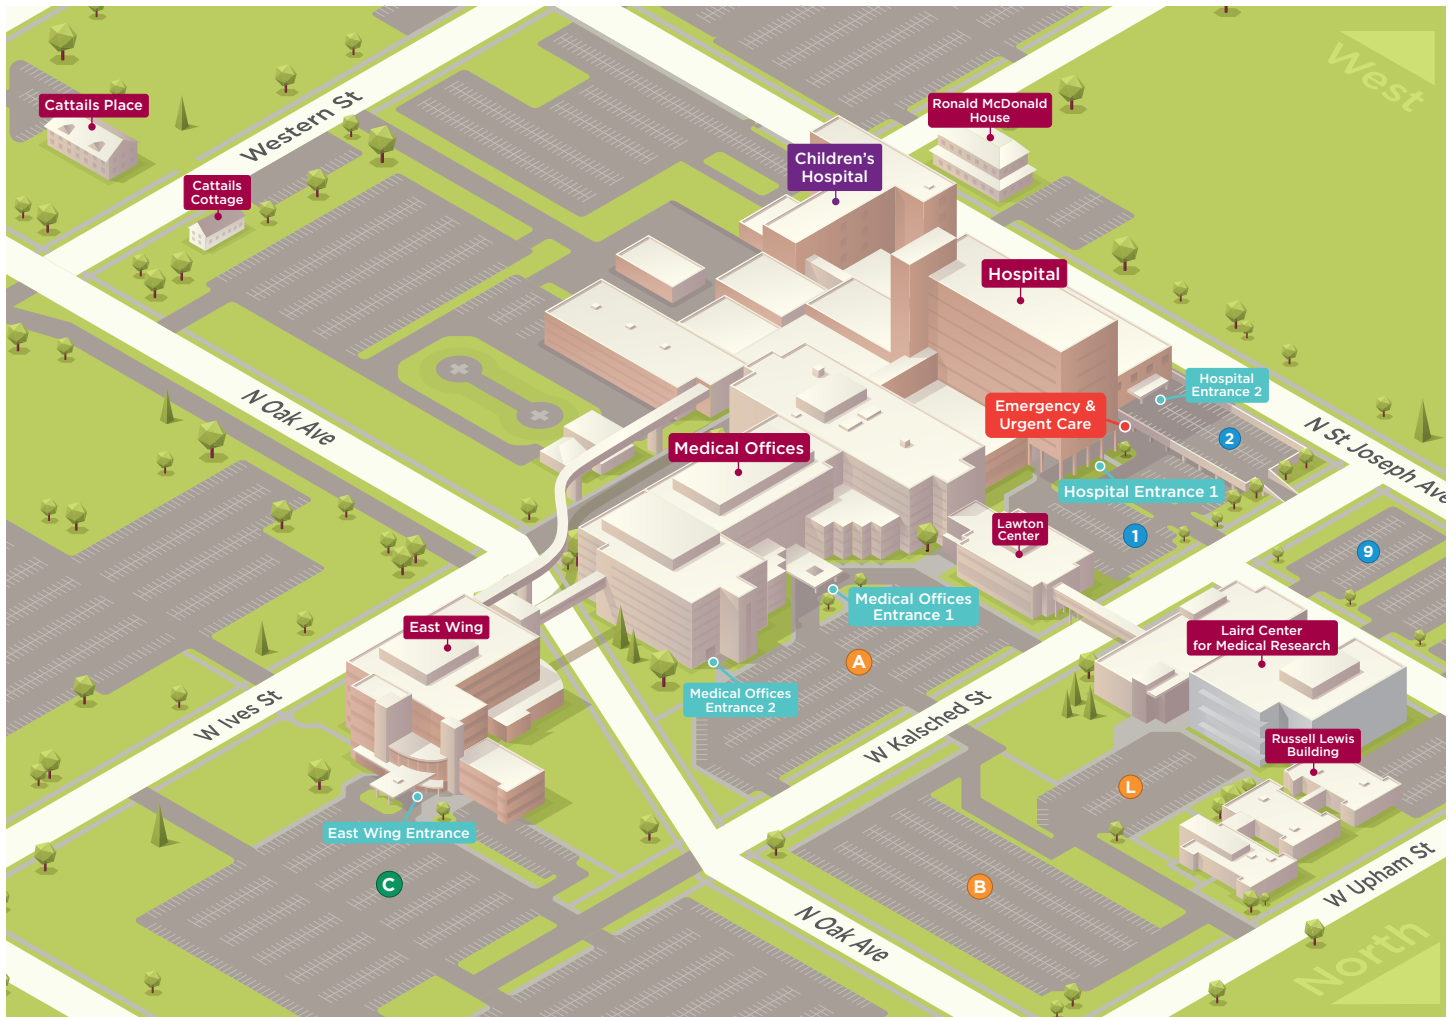 West
Cattails Place
Ronald McDonald
House
Western St
Children's
Hospital
Cattails
Cottage
Hospital
Hospital
Entrance 2
N Oak Ave
Emergency &
Urgent Care
N St Joseph Ave
2
Medical Offices
Hospital Entrance 1
Lawton
Center
1
9
Medical Offices
Entrance 1
East Wing
Laird Center
for Medical Research
A
Medical Offices
Entrance 2
W Ives St
W Kalsched St
Russell Lewis
Building
L
East Wing Entrance
C
B
W Upham St
N Oak Ave
North